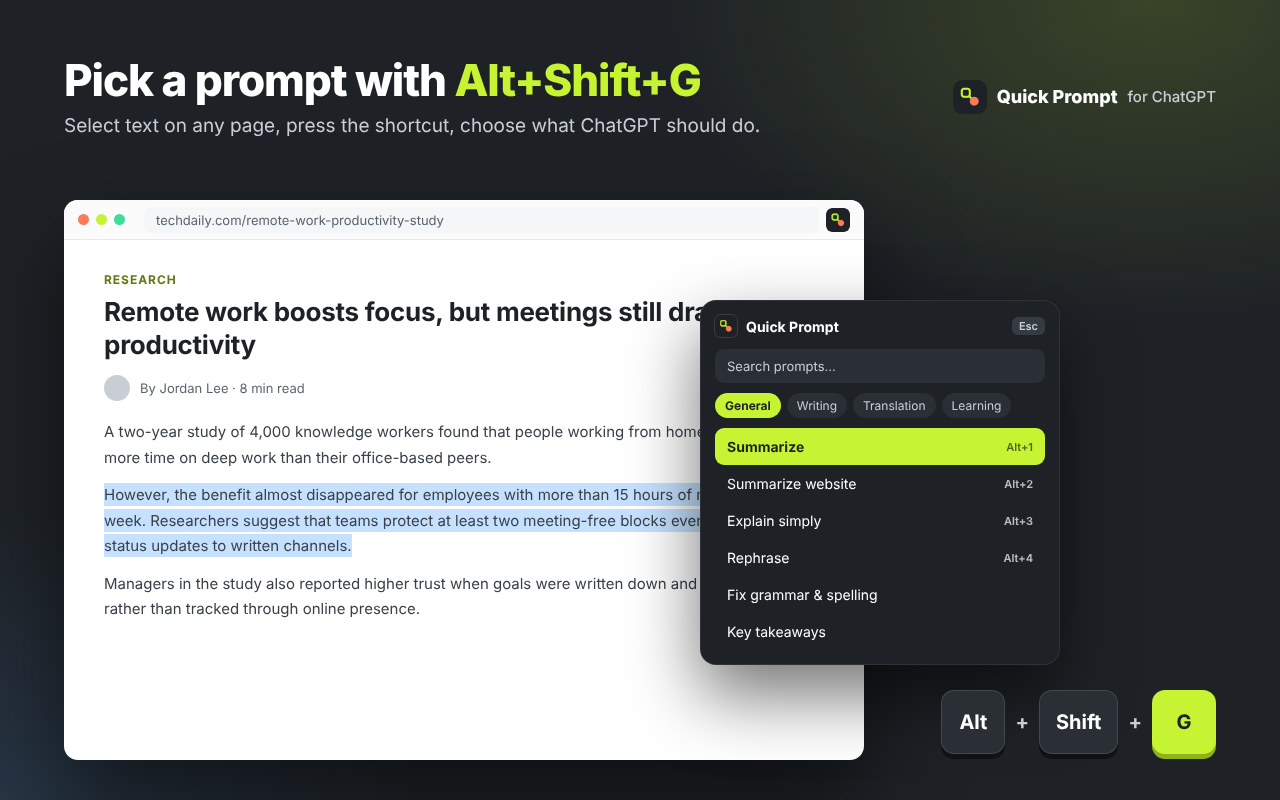 Pick a prompt with Alt+Shift+G
Select text on any page, press the shortcut, choose what ChatGPT should do.
Quick Prompt for ChatGPT
techdaily.com/remote-work-productivity-study
RESEARCH
Remote work boosts focus, but meetings still
productivity
By Jordan Lee · 8 min read
A two-year study of 4,000 knowledge workers found that people working from home
more time on deep work than their office-based peers.
However, the benefit almost disappeared for employees with more than 15 hours of
week. Researchers suggest that teams protect at least two meeting-free blocks
status updates to written channels.
Managers in the study also reported higher trust when goals were written down and
rather than tracked through online presence.
Quick Prompt
Esc
Search prompts...
General Writing Translation Learning
Summarize Alt+1
Summarize website Alt+2
Explain simply Alt+3
Rephrase Alt+4
Fix grammar & spelling
Key takeaways
Alt + Shift + G